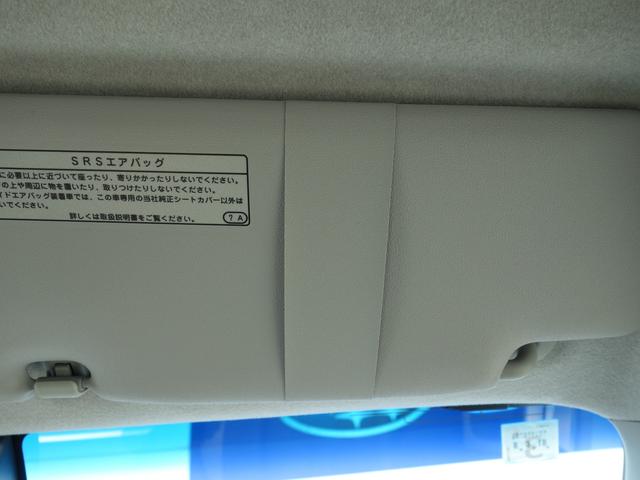 SRSエアバッグ
に必要以上に近づいて座ったり、寄りかかったりしないでください。
の上や周辺に物を置いたり、取りつけたりしないでください。
イドエアバッグ装着車では、この車専用の当社純正シートカバー以外は
いでください。
詳しくは取扱説明書をご覧ください。
? A